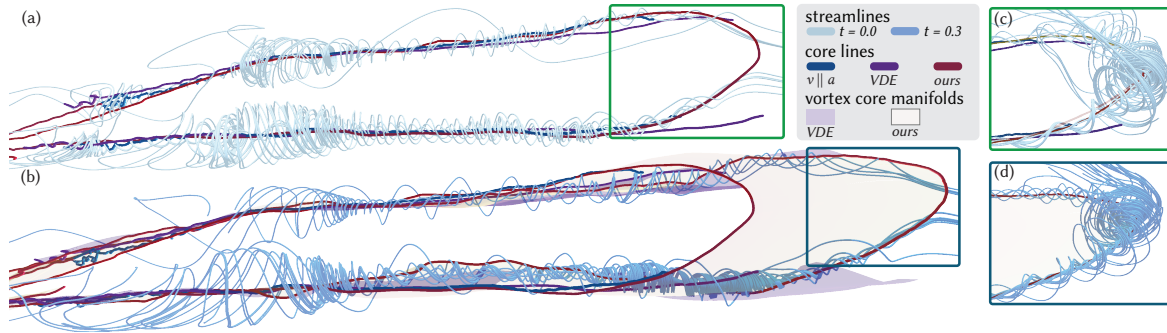 (a)
streamlines
t = 0.0 t = 0.3
core lines
v || a VDE ours
vortex core manifolds
VDE ours
(c)
(b)
(d)